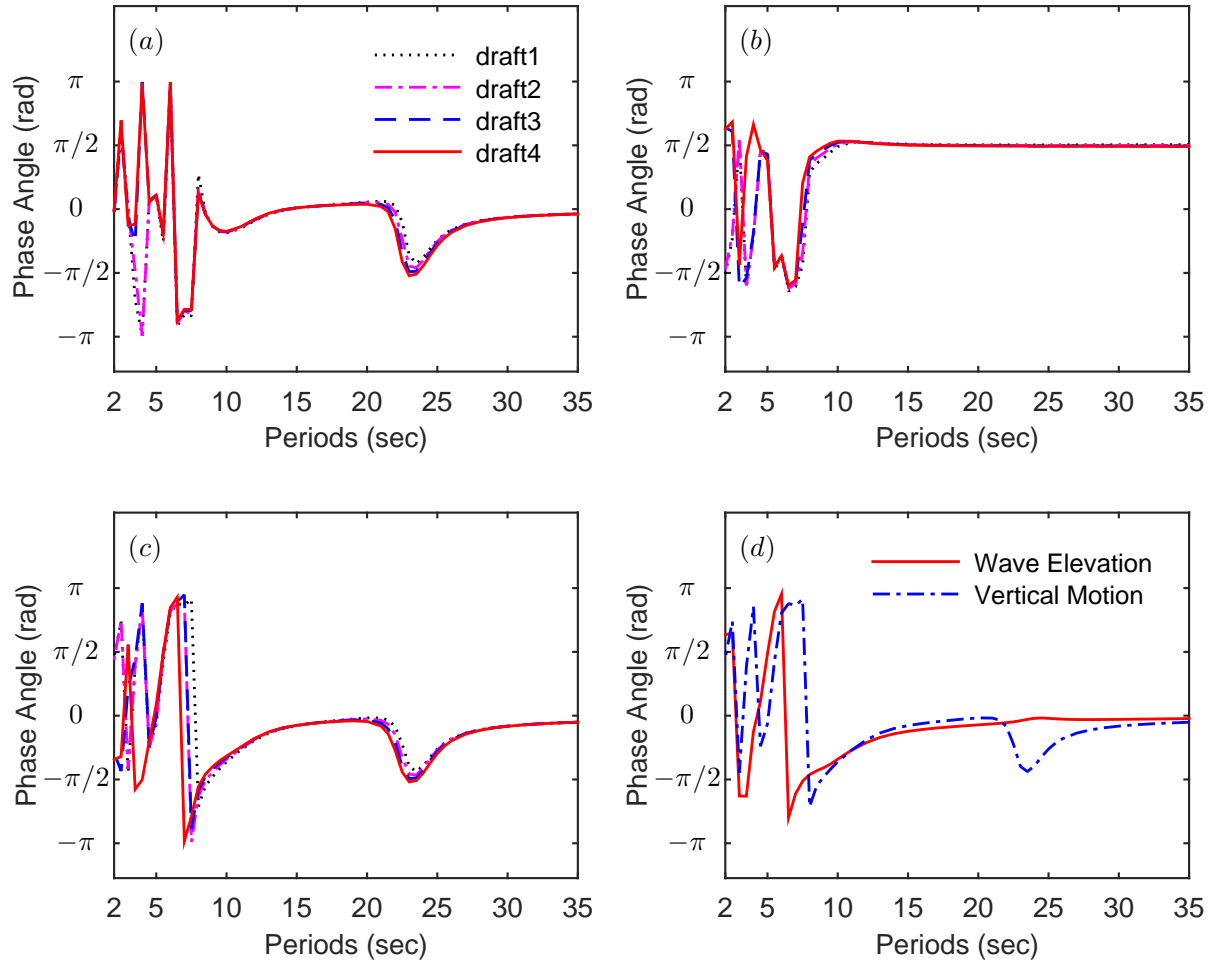 (a)
draft1
draft2
draft3
draft4
Phase Angle (rad)
π
π/2
0
−π/2
−π
2 5 10 15 20 25 30 35
Periods (sec)
(b)
Phase Angle (rad)
π
π/2
0
−π/2
−π
2 5 10 15 20 25 30 35
Periods (sec)
(c)
Phase Angle (rad)
π
π/2
0
−π/2
−π
2 5 10 15 20 25 30 35
Periods (sec)
(d)
Wave Elevation
Vertical Motion
Phase Angle (rad)
π
π/2
0
−π/2
−π
2 5 10 15 20 25 30 35
Periods (sec)